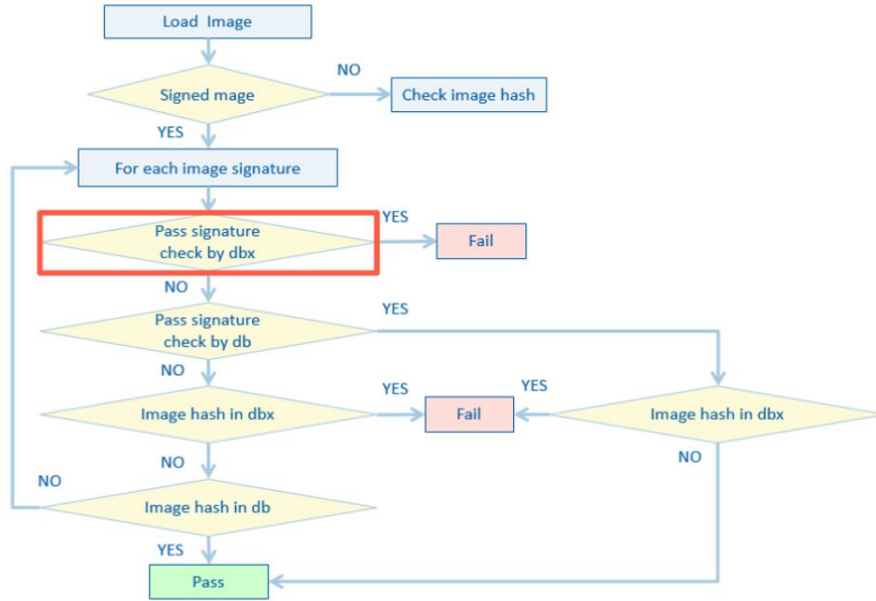 Load Image
NO
Signed mage
Check image hash
YES
For each image signature
YES
Pass signature
check by dbx
Fail
NO
YES
Pass signature
check by db
NO
YES
YES
Image hash in dbx
Fail
Image hash in dbx
NO
NO
NO
Image hash in db
YES
Pass